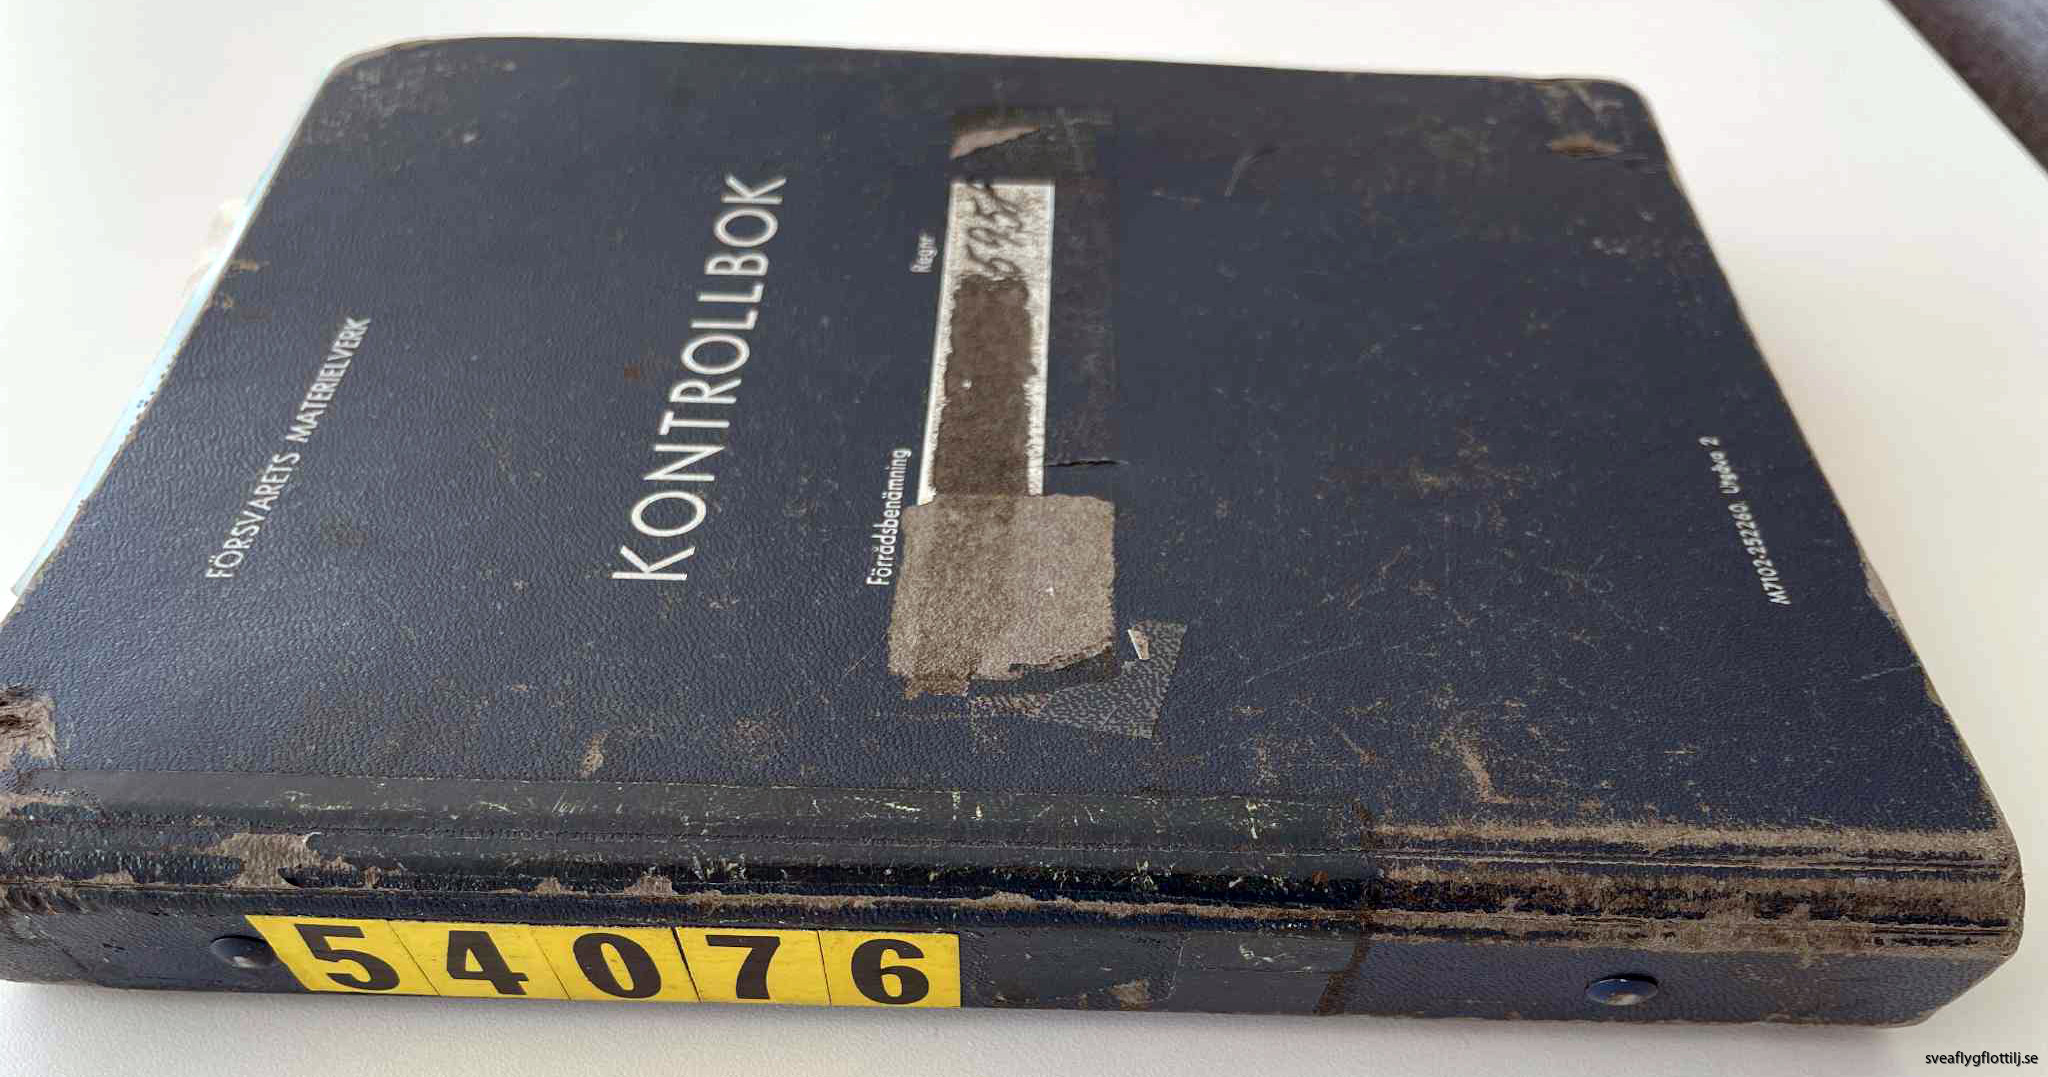 FÖRSVARETS MATERIELVERK
KONTROLLBOK
Förrådsbenämning
Regnr
M7102-252260. Utgåva 2
54076
sveaflygflottilj.se